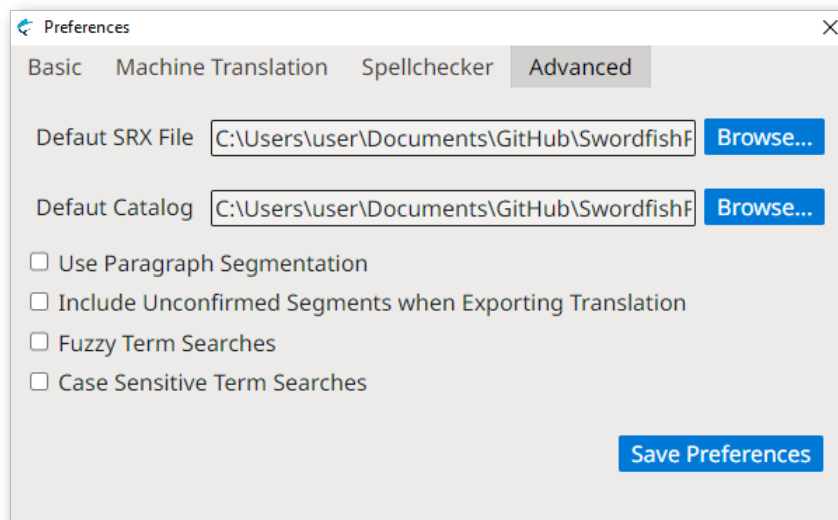 Preferences
Basic Machine Translation Spellchecker Advanced
Defaut SRX File C:\Users\user\Documents\GitHub\SwordfishF Browse...
Defaut Catalog C:\Users\user\Documents\GitHub\SwordfishF Browse...
Use Paragraph Segmentation
Include Unconfirmed Segments when Exporting Translation
Fuzzy Term Searches
Case Sensitive Term Searches
Save Preferences